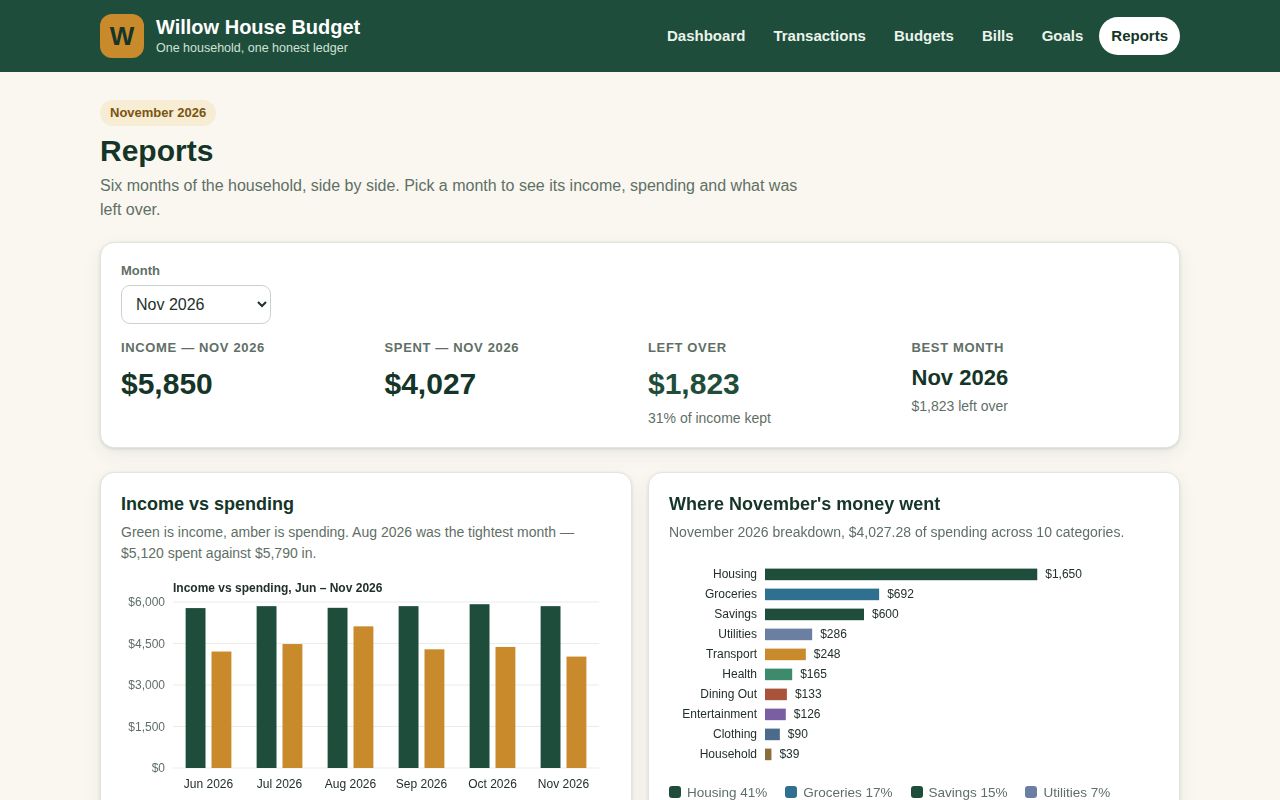 W
Willow House Budget
One household, one honest ledger
Dashboard Transactions Budgets Bills Goals Reports
November 2026
Reports
Six months of the household, side by side. Pick a month to see its income, spending and what was
left over.
Month
Nov 2026
INCOME — NOV 2026
$5,850
SPENT — NOV 2026
$4,027
LEFT OVER
$1,823
31% of income kept
BEST MONTH
Nov 2026
$1,823 left over
Income vs spending
Green is income, amber is spending. Aug 2026 was the tightest month —
$5,120 spent against $5,790 in.
Income vs spending, Jun – Nov 2026
$6,000
$4,500
$3,000
$1,500
$0
Jun 2026 Jul 2026 Aug 2026 Sep 2026 Oct 2026 Nov 2026
Where November's money went
November 2026 breakdown, $4,027.28 of spending across 10 categories.
Housing $1,650
Groceries $692
Savings $600
Utilities $286
Transport $248
Health $165
Dining Out $133
Entertainment $126
Clothing $90
Household $39
Housing 41% Groceries 17% Savings 15% Utilities 7%